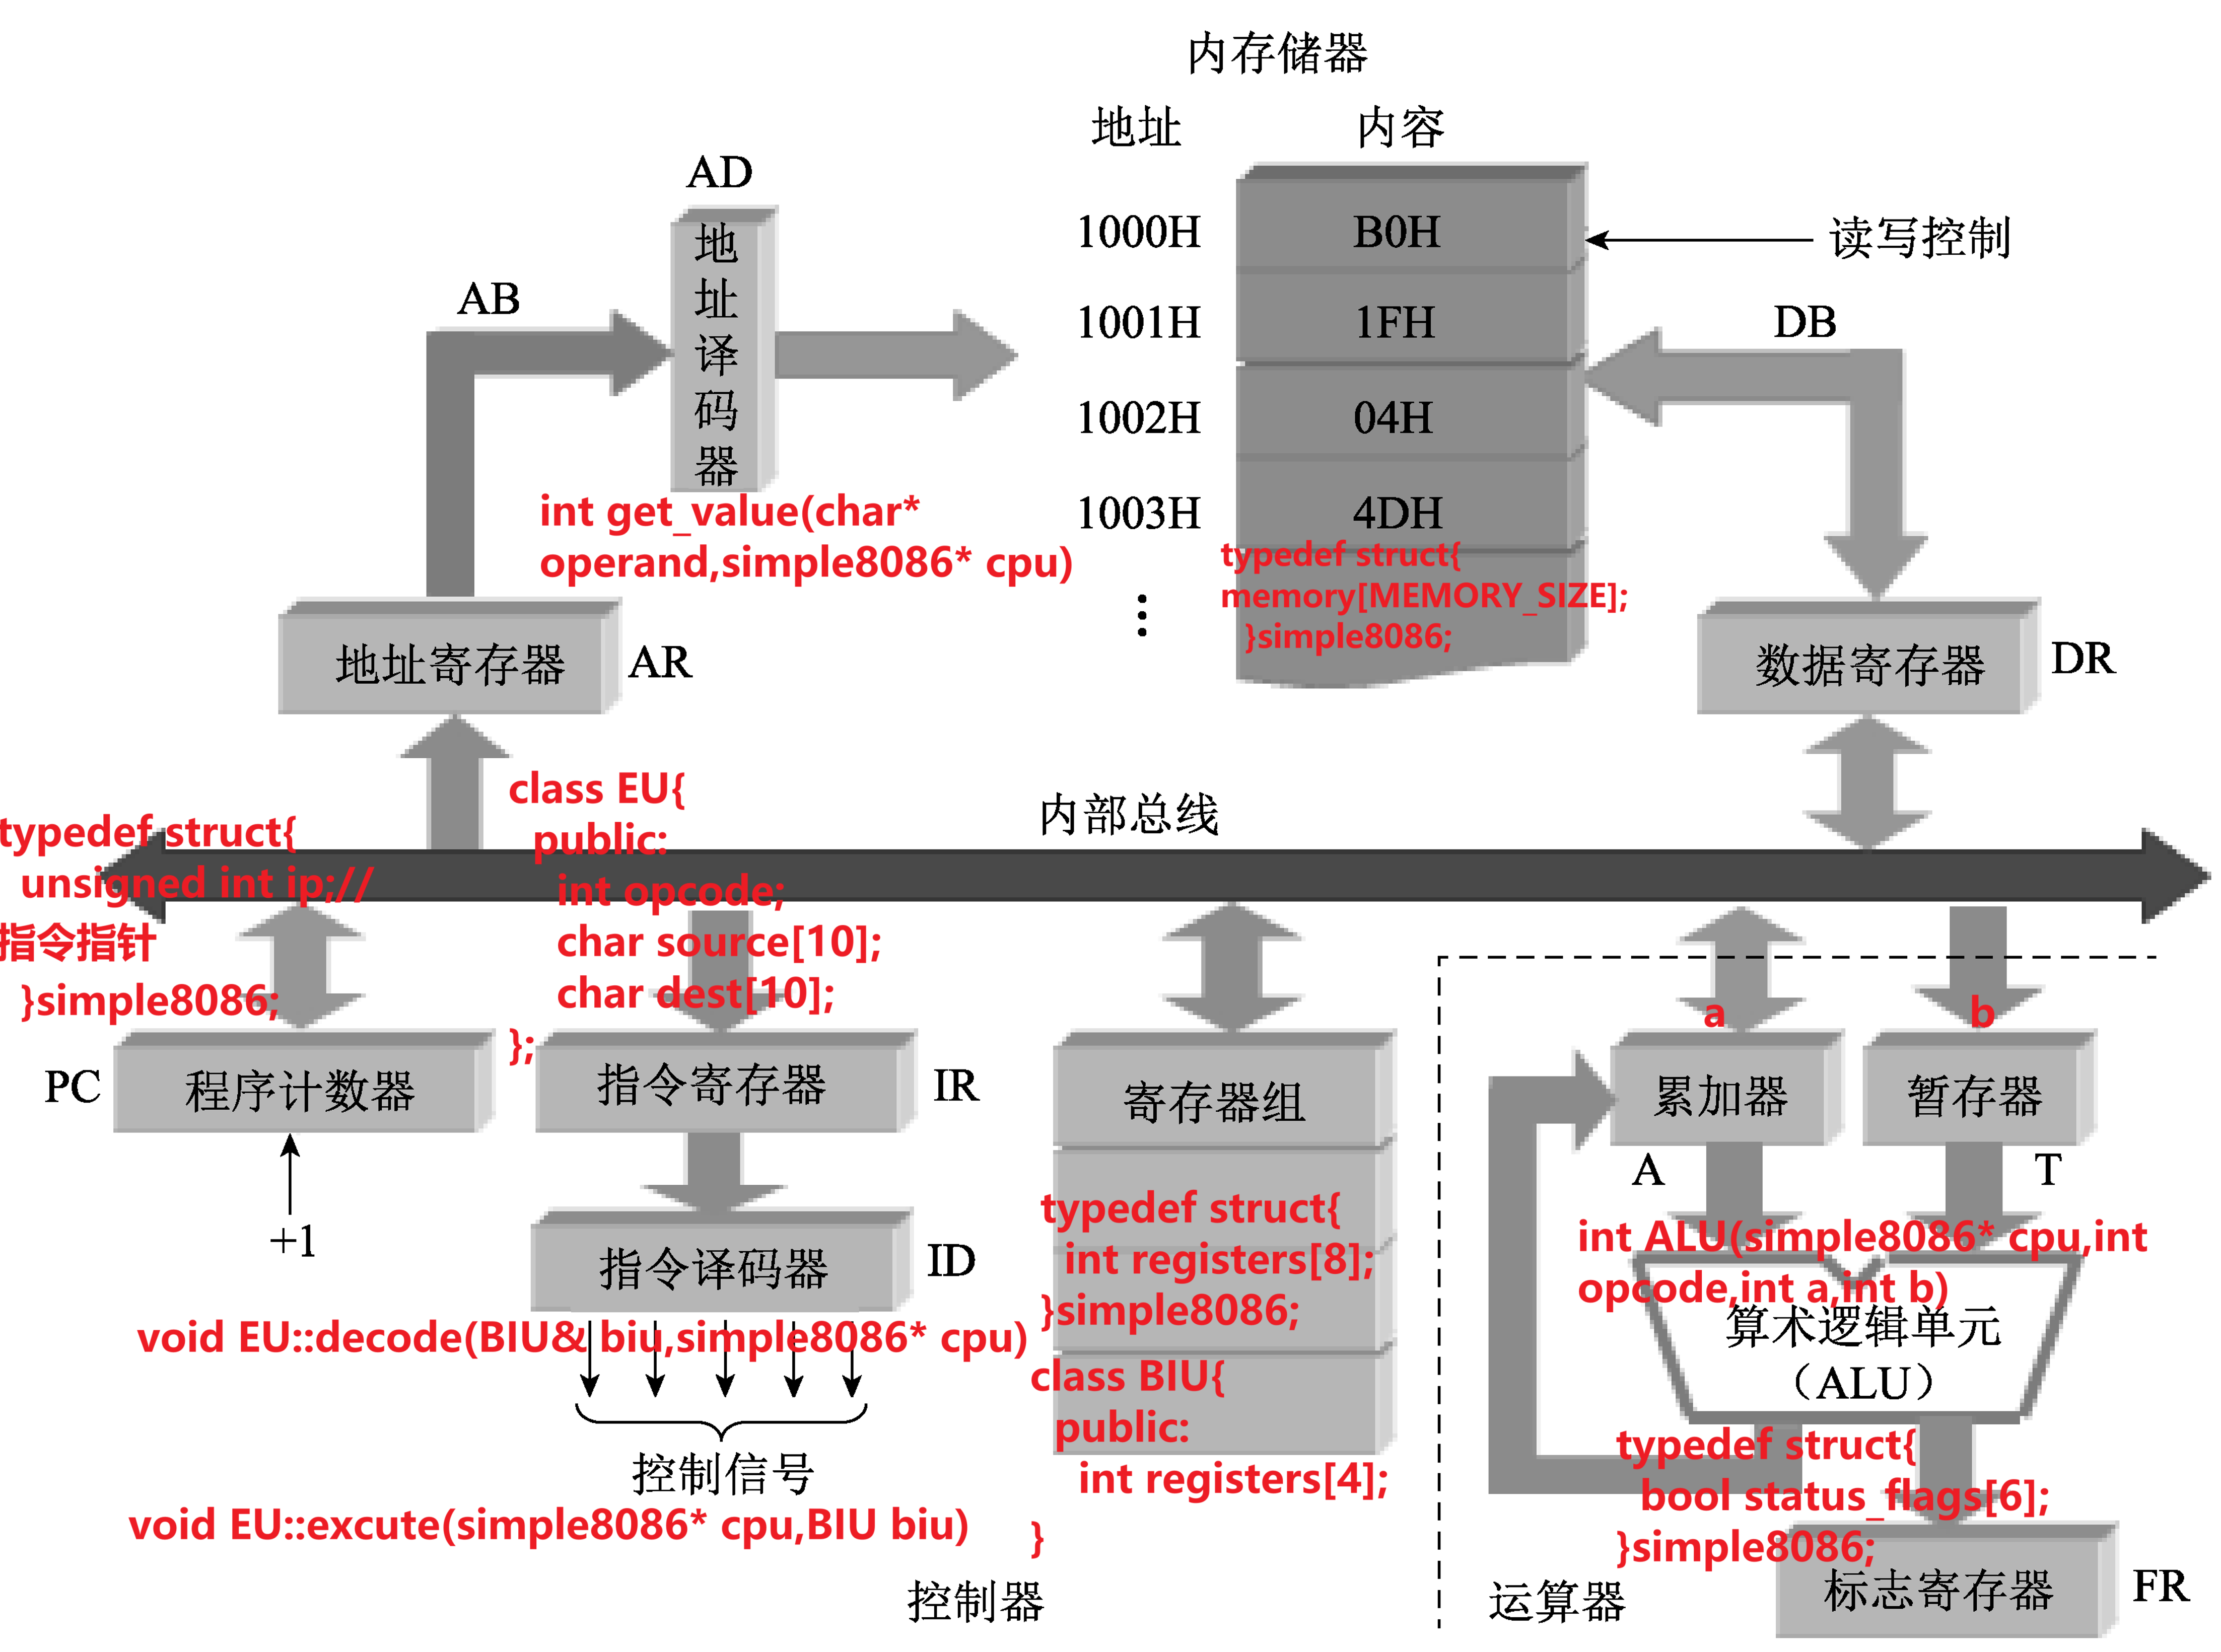 内存储器
地址
内容
AD
地址译码器
1000H
B0H
读写控制
AB
1001H
1FH
DB
1002H
04H
1003H
4DH
int get_value(char*
operand,simple8086* cpu)
typedef struct{
memory[MEMORY_SIZE];
}simple8086;
⋮
地址寄存器
AR
数据寄存器
DR
内部总线
typedef struct{
unsigned int ip;//
指令指针
}simple8086;
class EU{
public:
int opcode;
char source[10];
char dest[10];
};
a
b
PC
程序计数器
+1
指令寄存器
IR
寄存器组
累加器
暂存器
A
T
指令译码器
ID
void EU::decode(BIU& biu,simple8086* cpu)
控制信号
void EU::excute(simple8086* cpu,BIU biu)
typedef struct{
int registers[8];
}simple8086;
class BIU{
public:
int registers[4];
}
控制器
int ALU(simple8086* cpu,int
opcode,int a,int b)
算术逻辑单元
（ALU）
typedef struct{
bool status_flags[6];
}simple8086;
运算器
标志寄存器
FR